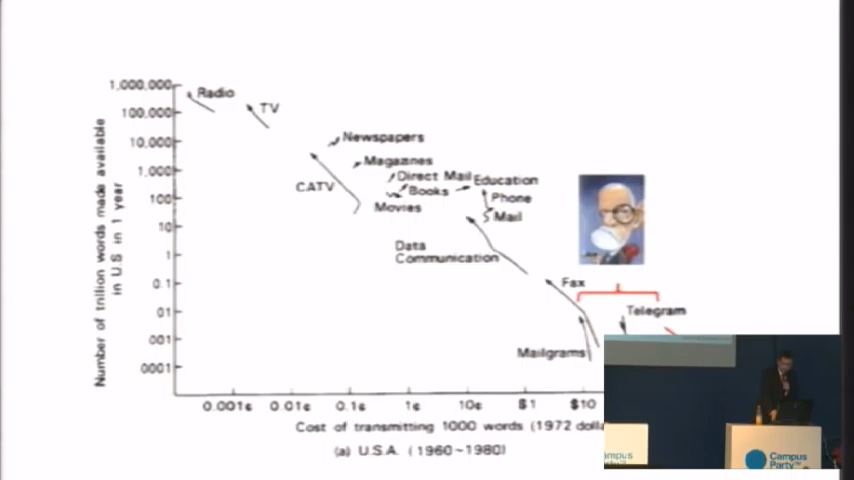 1,000,000
Radio
100,000
TV
10,000
Newspapers
1,000
Magazines
Direct Mail
Education
CATV
Books
100
Movies
Phone
Mail
10
Data
Communication
1
0.1
Fax
01
Telegram
001
Mailgrams
0001
Number of trillion words made available
in U.S in 1 year
0.001¢ 0.01¢ 0.1¢ 1¢ 10¢ $1 $10
Cost of transmitting 1000 words (1972 dolla
(a) U.S.A. (1960~1980)
Campus
Party
ampus